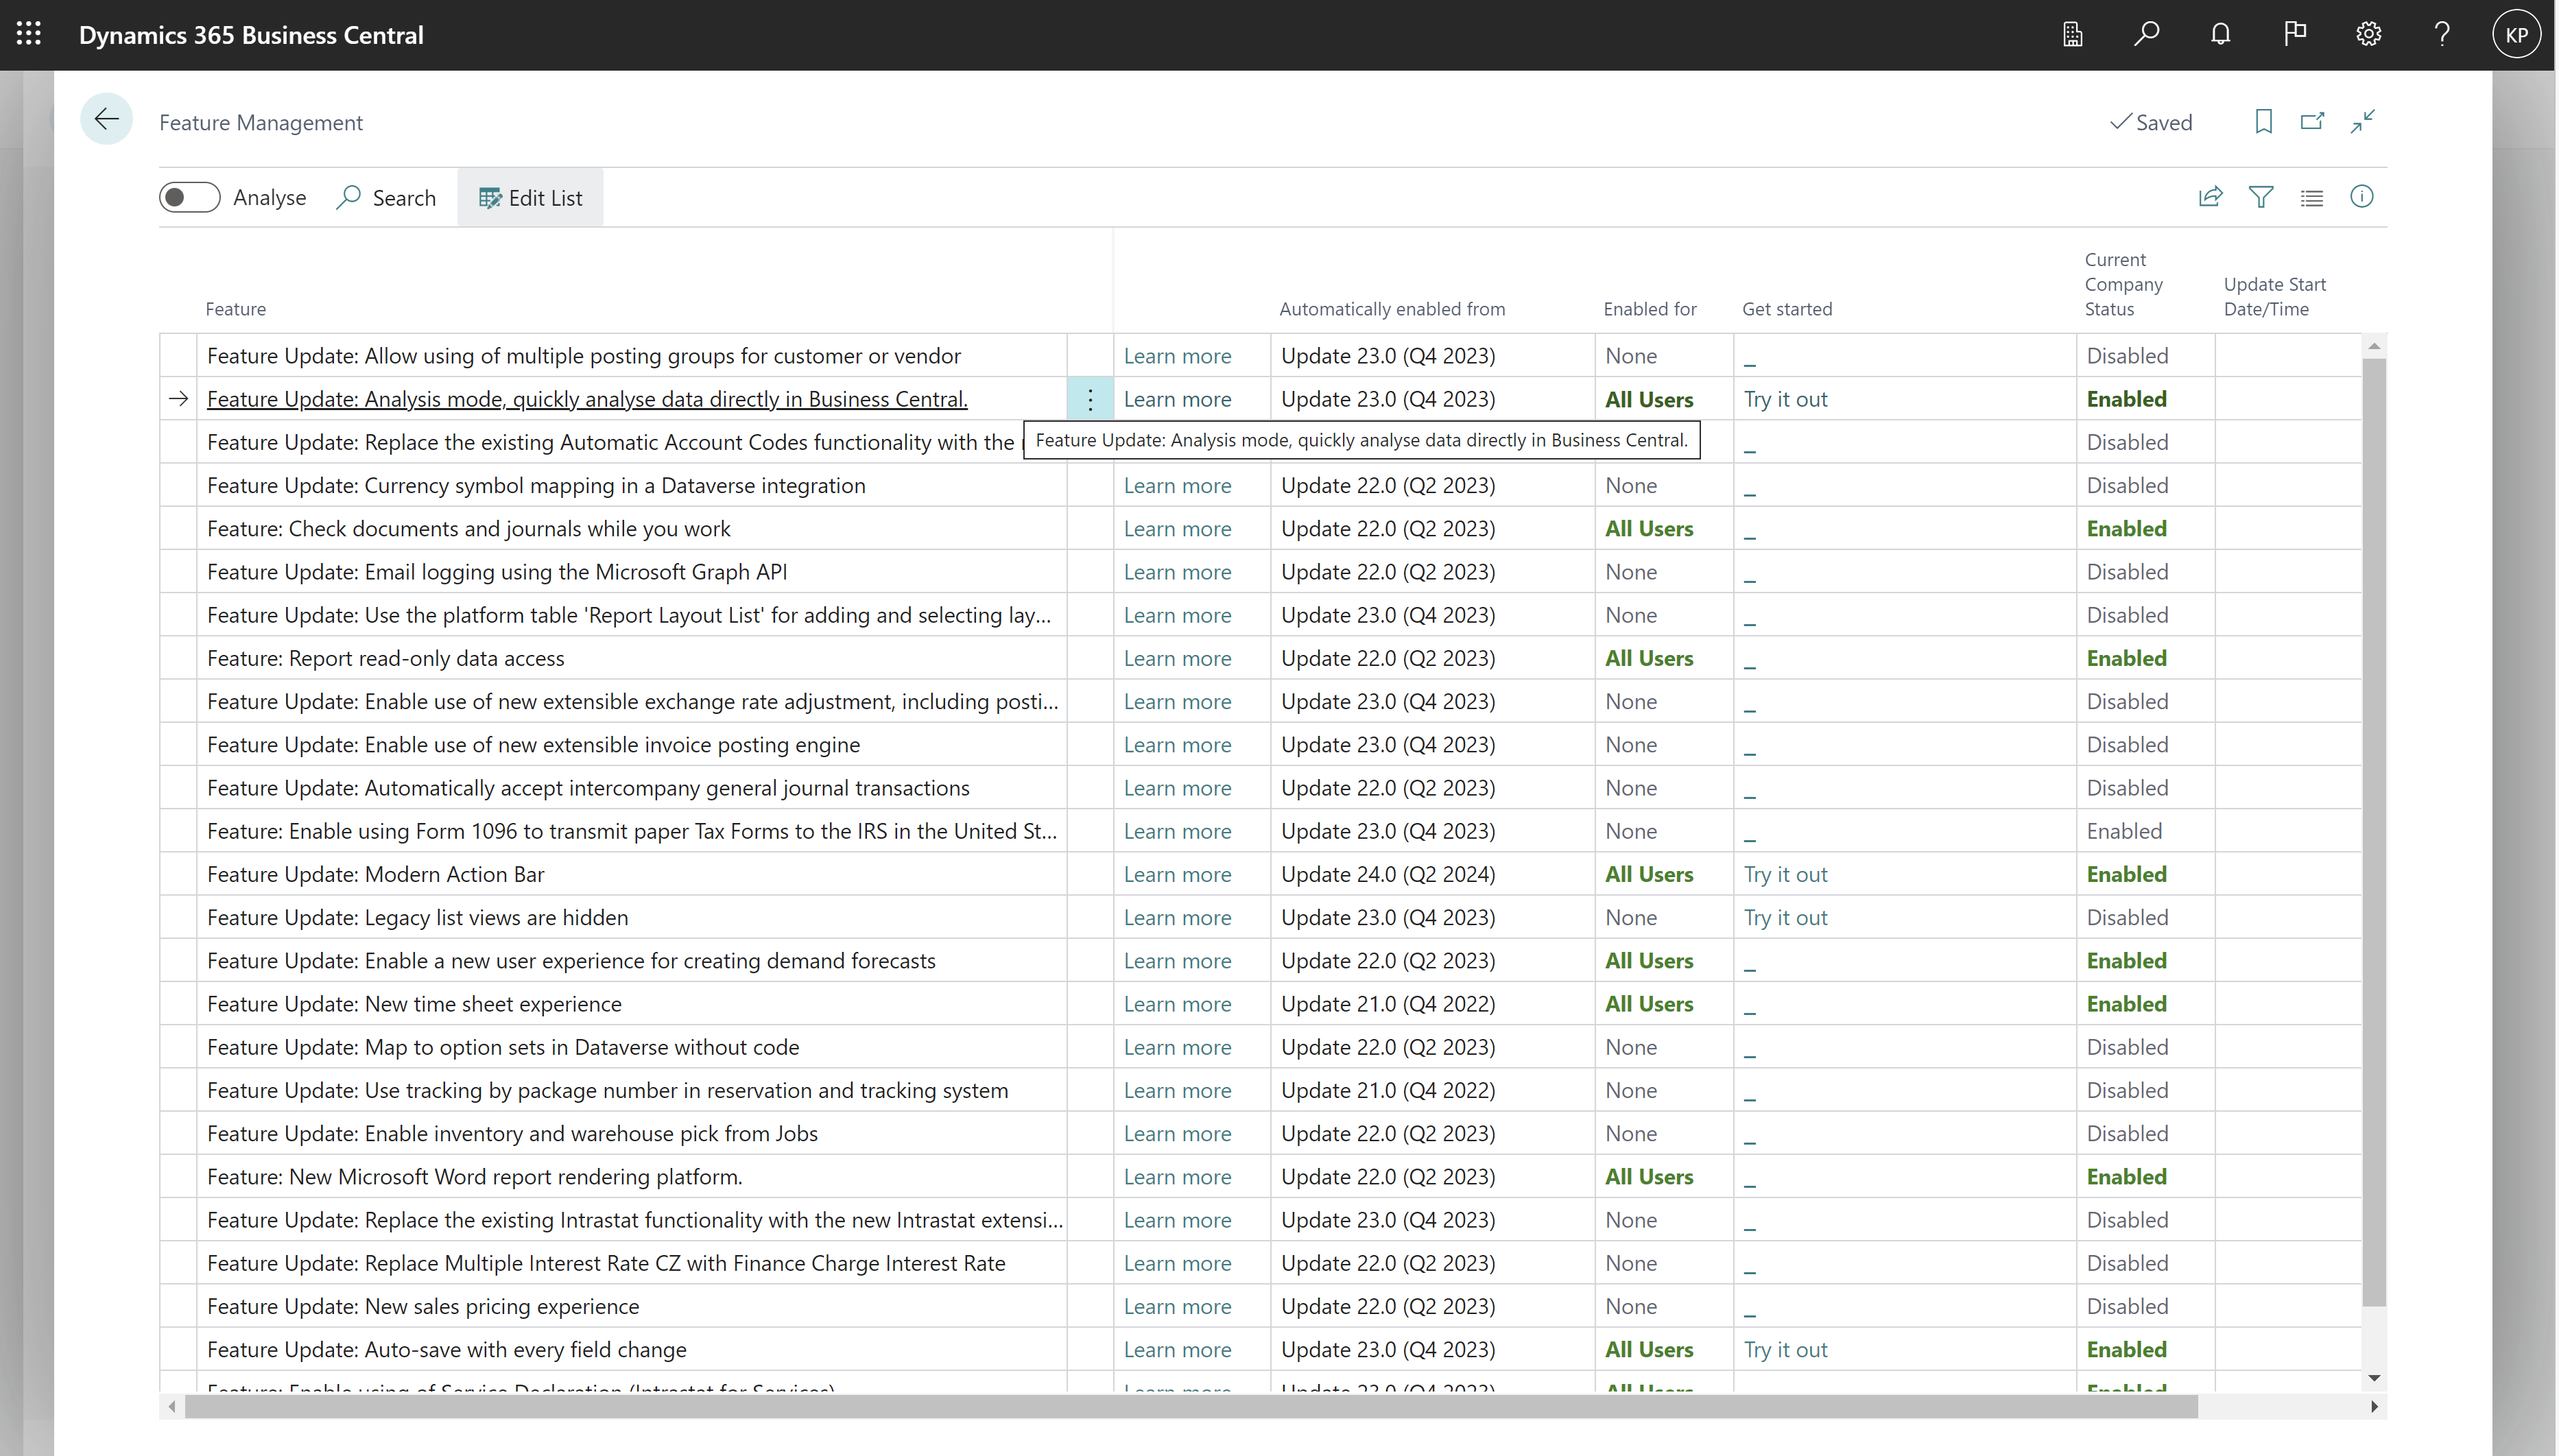 Dynamics 365 Business Central
KP
Feature Management
Saved
Analyse Search Edit List
Feature Automatically enabled from Enabled for Get started Current Company Status Update Start Date/Time
Feature Update: Allow using of multiple posting groups for customer or vendor Learn more Update 23.0 (Q4 2023) None _ Disabled
Feature Update: Analysis mode, quickly analyse data directly in Business Central. Learn more Update 23.0 (Q4 2023) All Users Try it out Enabled
Feature Update: Replace the existing Automatic Account Codes functionality with the _ Disabled
Feature Update: Analysis mode, quickly analyse data directly in Business Central.
Feature Update: Currency symbol mapping in a Dataverse integration Learn more Update 22.0 (Q2 2023) None _ Disabled
Feature: Check documents and journals while you work Learn more Update 22.0 (Q2 2023) All Users _ Enabled
Feature Update: Email logging using the Microsoft Graph API Learn more Update 22.0 (Q2 2023) None _ Disabled
Feature Update: Use the platform table 'Report Layout List' for adding and selecting lay... Learn more Update 23.0 (Q4 2023) None _ Disabled
Feature: Report read-only data access Learn more Update 22.0 (Q2 2023) All Users _ Enabled
Feature Update: Enable use of new extensible exchange rate adjustment, including posti... Learn more Update 23.0 (Q4 2023) None _ Disabled
Feature Update: Enable use of new extensible invoice posting engine Learn more Update 23.0 (Q4 2023) None _ Disabled
Feature Update: Automatically accept intercompany general journal transactions Learn more Update 22.0 (Q2 2023) None _ Disabled
Feature: Enable using Form 1096 to transmit paper Tax Forms to the IRS in the United St... Learn more Update 23.0 (Q4 2023) None _ Enabled
Feature Update: Modern Action Bar Learn more Update 24.0 (Q2 2024) All Users Try it out Enabled
Feature Update: Legacy list views are hidden Learn more Update 23.0 (Q4 2023) None Try it out Disabled
Feature Update: Enable a new user experience for creating demand forecasts Learn more Update 22.0 (Q2 2023) All Users _ Enabled
Feature Update: New time sheet experience Learn more Update 21.0 (Q4 2022) All Users _ Enabled
Feature Update: Map to option sets in Dataverse without code Learn more Update 22.0 (Q2 2023) None _ Disabled
Feature Update: Use tracking by package number in reservation and tracking system Learn more Update 21.0 (Q4 2022) None _ Disabled
Feature Update: Enable inventory and warehouse pick from Jobs Learn more Update 22.0 (Q2 2023) None _ Disabled
Feature: New Microsoft Word report rendering platform. Learn more Update 22.0 (Q2 2023) All Users _ Enabled
Feature Update: Replace the existing Intrastat functionality with the new Intrastat extensi... Learn more Update 23.0 (Q4 2023) None _ Disabled
Feature Update: Replace Multiple Interest Rate CZ with Finance Charge Interest Rate Learn more Update 22.0 (Q2 2023) None _ Disabled
Feature Update: New sales pricing experience Learn more Update 22.0 (Q2 2023) None _ Disabled
Feature Update: Auto-save with every field change Learn more Update 23.0 (Q4 2023) All Users Try it out Enabled
Feature: Enable using of Service Declaration (Intrastat for Services) Learn more Update 23.0 (Q4 2023) All Users Enabled